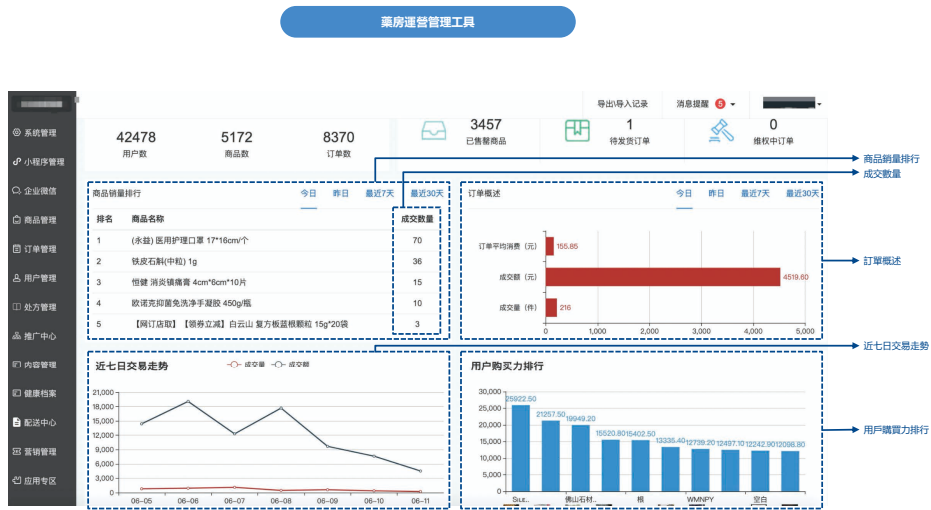 藥房運營管理工具
导出\导入记录
消息提醒 5
系统管理
小程序管理
企业微信
商品管理
订单管理
用户管理
处方管理
推广中心
内容管理
健康档案
配送中心
营销管理
应用专区
42478
用户数
5172
商品数
8370
订单数
3457
已售罄商品
1
待发货订单
0
维权中订单
商品销量排行
今日 昨日 最近7天 最近30天
排名 商品名称 成交数量
1 (永益) 医用护理口罩 17*16cm/个 70
2 铁皮石斛(中粒) 1g 36
3 恒健 消炎镇痛膏 4cm*6cm*10片 15
4 欧诺克抑菌免洗净手凝胶 450g/瓶 10
5 【网订店取】【领券立减】白云山 复方板蓝根颗粒 15g*20袋 3
订单概述
今日 昨日 最近7天 最近30天
订单平均消费（元） 155.85
成交额（元） 4519.60
成交量（件） 216
0 1,000 2,000 3,000 4,000 5,000
近七日交易走势
成交量 成交额
21,000
18,000
15,000
12,000
9,000
6,000
3,000
0
06-05 06-06 06-07 06-08 06-09 06-10 06-11
用户购买力排行
30,000
25,000
20,000
15,000
10,000
5,000
0
25922.50
21257.50
19949.20
15520.80
15402.50
13335.40
12739.20
12497.10
12242.90
12098.80
Siut.. 佛山石材.. 根 WMNPY 空白
商品銷量排行
成交數量
訂單概述
近七日交易走勢
用戶購買力排行